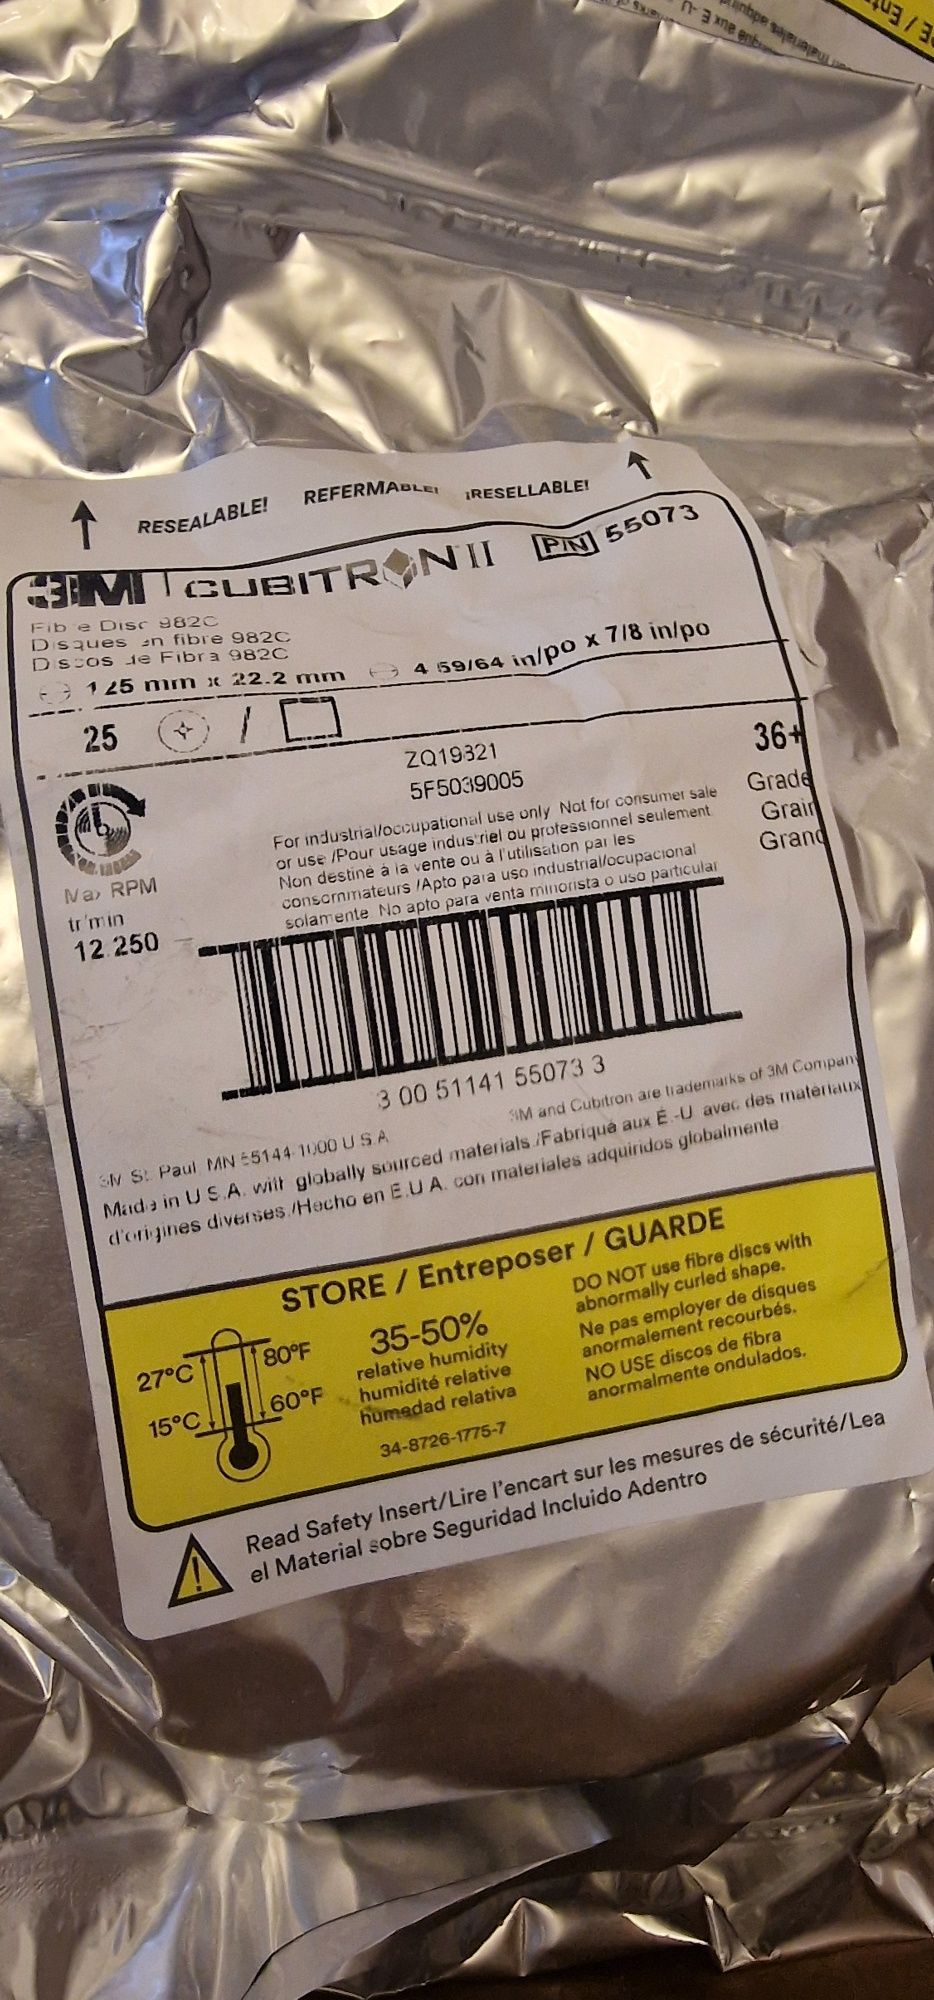 RESEALABLE! REFERMABLE! ¡RESELLABLE!
3M CUBITRON II P/N 55073
Fibre Disc 982C
Disques en fibre 982C
Discos de Fibra 982C
125 mm x 22.2 mm 4 59/64 in/po x 7/8 in/po
25 /
36+
Grade
Grain
Grano
ZQ19321
5F5039005
For industrial/occupational use only Not for consumer sale
or use /Pour usage industriel ou professionnel seulement
Non destiné à la vente ou à l'utilisation par les
consommateurs /Apto para uso industrial/ocupacional
solamente No apto para venta minorista o uso particular
Max RPM
tr/min
12 250
3 00 51141 55073 3
3M and Cubitron are trademarks of 3M Company
3M St. Paul MN 55144-1000 U S A
Made in U S.A. with globally sourced materials./Fabriqué aux É.-U avec des matériaux
d'origines diverses./Hecho en E.U A. con materiales adquiridos globalmente
STORE / Entreposer / GUARDE
27°C 80°F
15°C 60°F
35-50%
relative humidity
humidité relative
humedad relativa
34-8726-1775-7
DO NOT use fibre discs with
abnormally curled shape.
Ne pas employer de disques
anormalement recourbés.
NO USE discos de fibra
anormalmente ondulados.
Read Safety Insert/Lire l'encart sur les mesures de sécurité/Lea
el Material sobre Seguridad Incluido Adentro